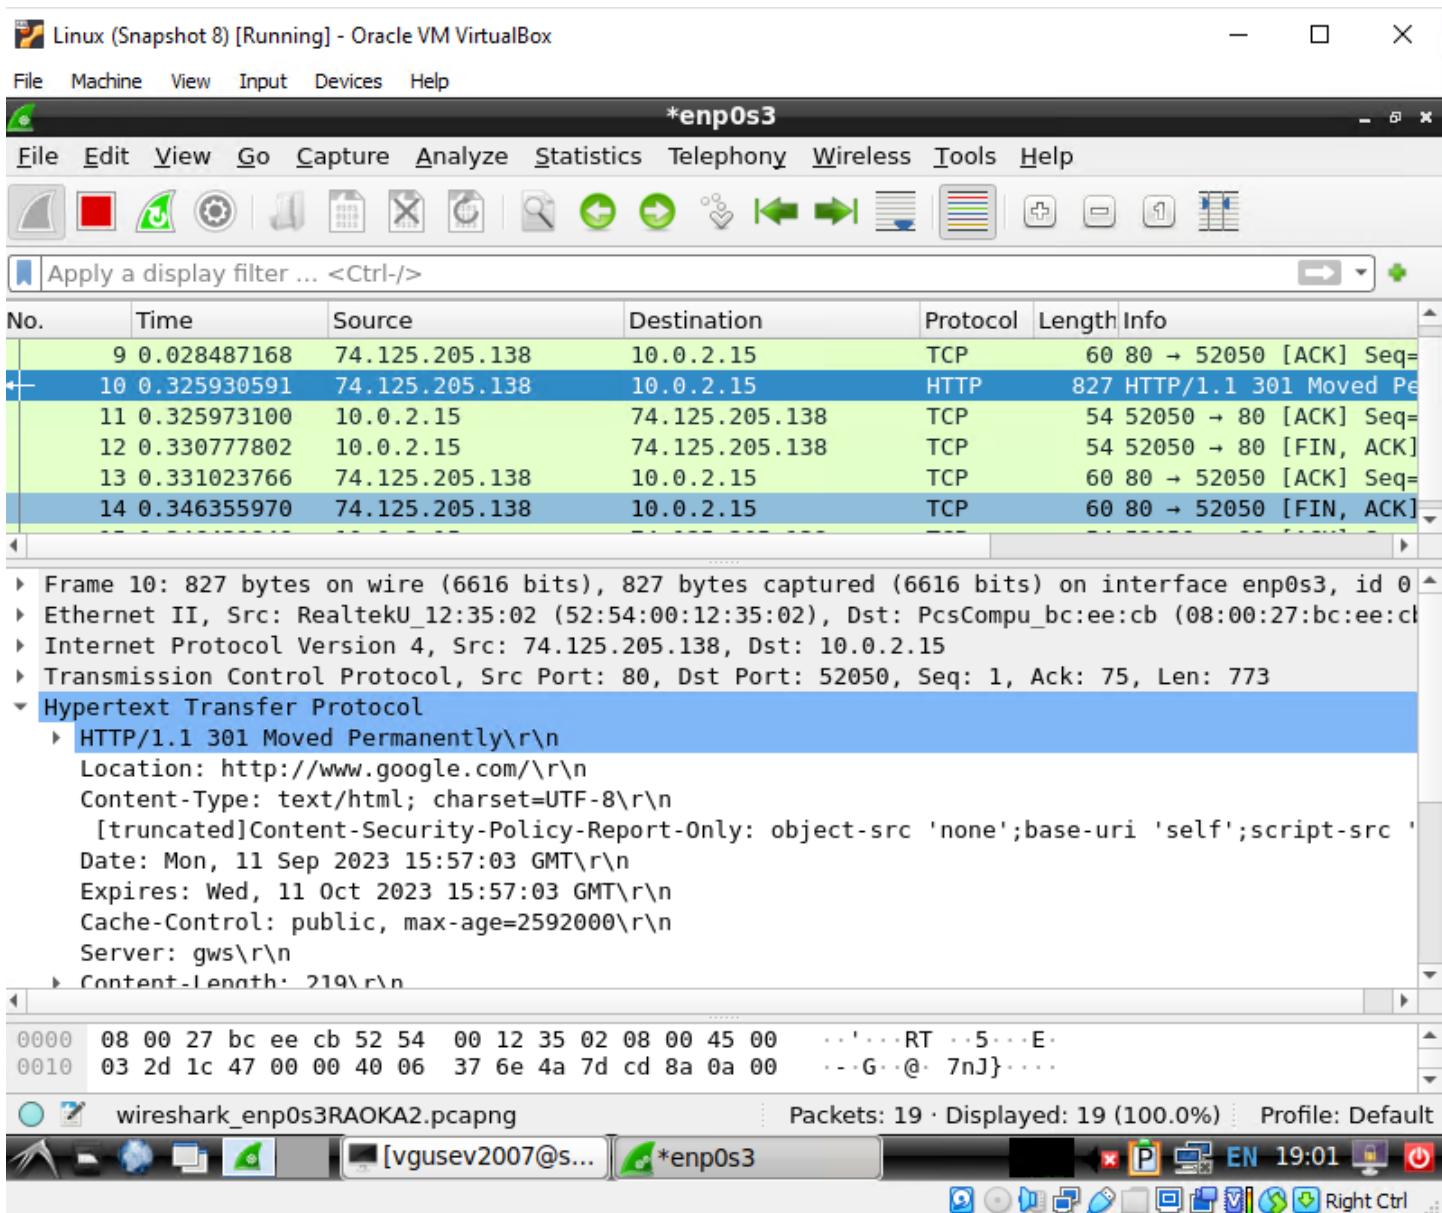 Linux (Snapshot 8) [Running] - Oracle VM VirtualBox
File Machine View Input Devices Help
*enp0s3
File Edit View Go Capture Analyze Statistics Telephony Wireless Tools Help
Apply a display filter ... <Ctrl-/>
No. Time Source Destination Protocol Length Info
9 0.028487168 74.125.205.138 10.0.2.15 TCP 60 80 → 52050 [ACK] Seq=
10 0.325930591 74.125.205.138 10.0.2.15 HTTP 827 HTTP/1.1 301 Moved Pe
11 0.325973100 10.0.2.15 74.125.205.138 TCP 54 52050 → 80 [ACK] Seq=
12 0.330777802 10.0.2.15 74.125.205.138 TCP 54 52050 → 80 [FIN, ACK]
13 0.331023766 74.125.205.138 10.0.2.15 TCP 60 80 → 52050 [ACK] Seq=
14 0.346355970 74.125.205.138 10.0.2.15 TCP 60 80 → 52050 [FIN, ACK]
Frame 10: 827 bytes on wire (6616 bits), 827 bytes captured (6616 bits) on interface enp0s3, id 0
Ethernet II, Src: RealtekU_12:35:02 (52:54:00:12:35:02), Dst: PcsCompu_bc:ee:cb (08:00:27:bc:ee:cb
Internet Protocol Version 4, Src: 74.125.205.138, Dst: 10.0.2.15
Transmission Control Protocol, Src Port: 80, Dst Port: 52050, Seq: 1, Ack: 75, Len: 773
Hypertext Transfer Protocol
HTTP/1.1 301 Moved Permanently\r\n
Location: http://www.google.com/\r\n
Content-Type: text/html; charset=UTF-8\r\n
[truncated]Content-Security-Policy-Report-Only: object-src 'none';base-uri 'self';script-src '
Date: Mon, 11 Sep 2023 15:57:03 GMT\r\n
Expires: Wed, 11 Oct 2023 15:57:03 GMT\r\n
Cache-Control: public, max-age=2592000\r\n
Server: gws\r\n
Content-Length: 219\r\n
0000 08 00 27 bc ee cb 52 54 00 12 35 02 08 00 45 00 ··'···RT ··5···E·
0010 03 2d 1c 47 00 00 40 06 37 6e 4a 7d cd 8a 0a 00 ·-·G··@· 7nJ}····
wireshark_enp0s3RAOKA2.pcapng Packets: 19 · Displayed: 19 (100.0%) Profile: Default
[vgusev2007@s... *enp0s3 P EN 19:01
Right Ctrl